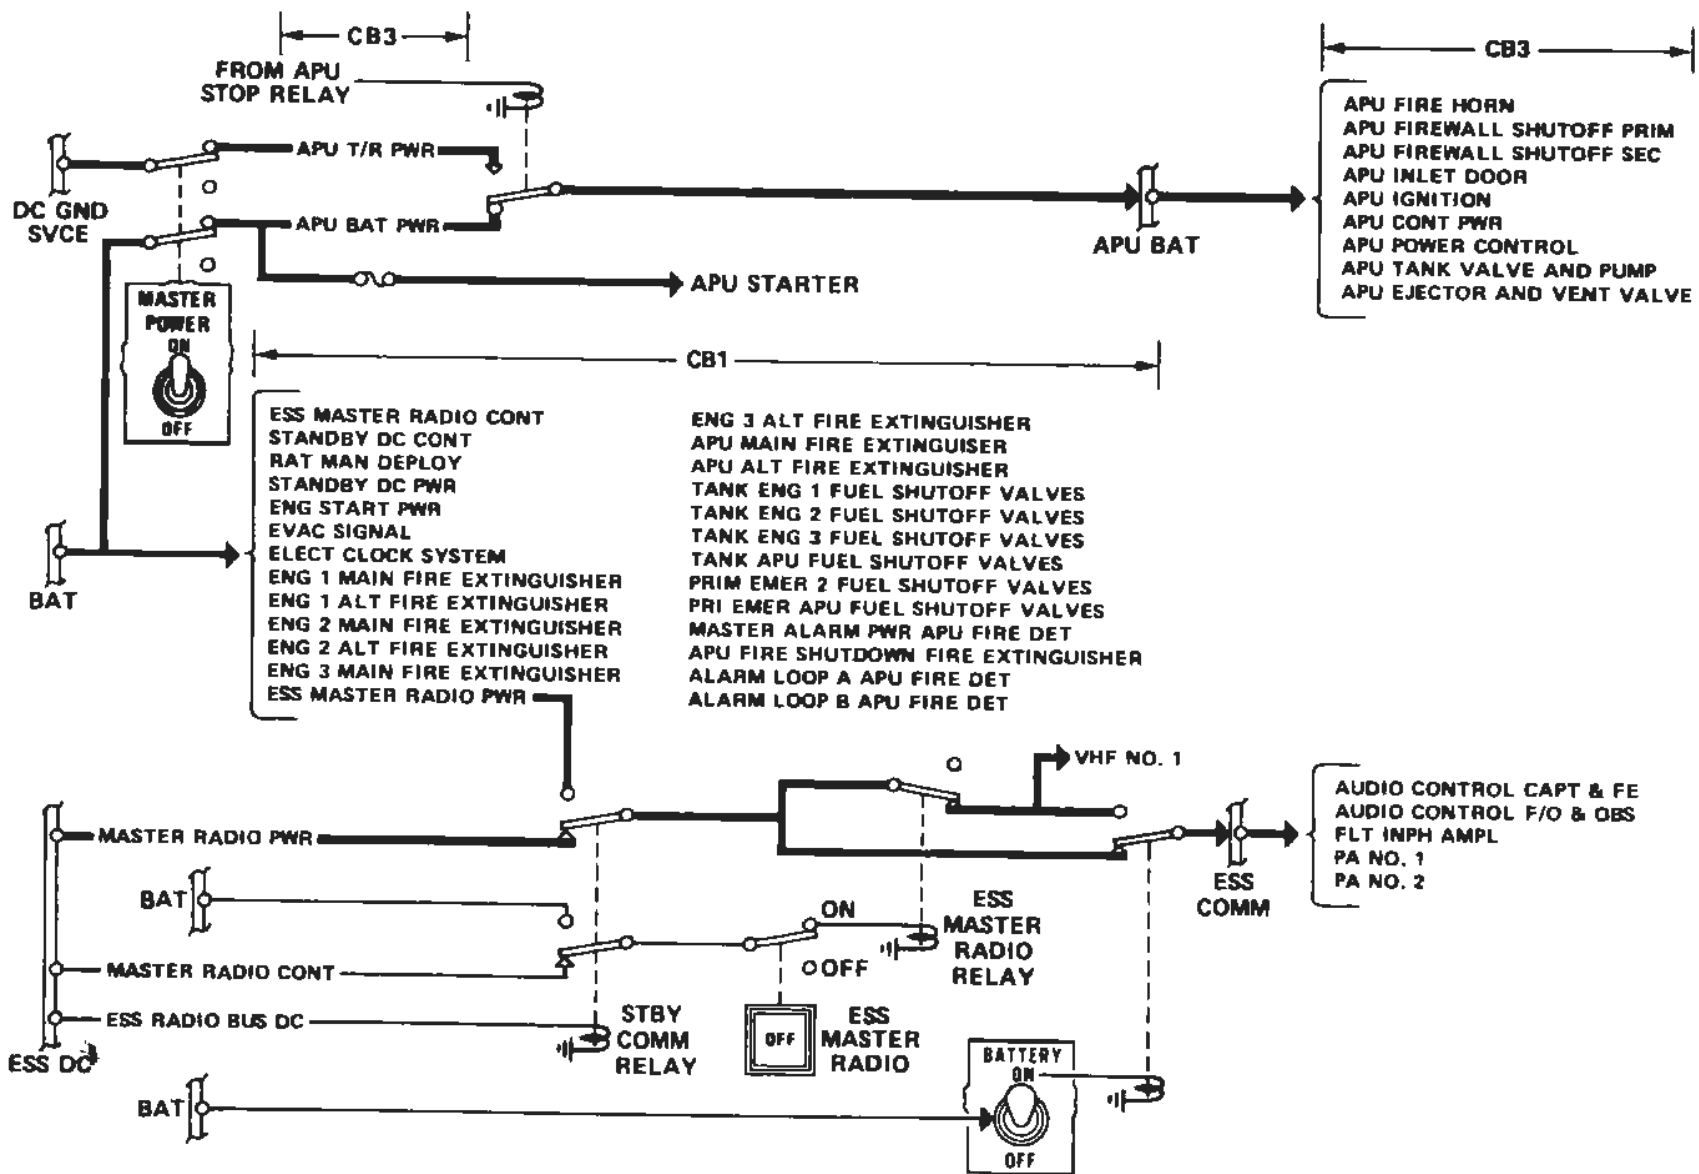 CB3
CB3
FROM APU
STOP RELAY
APU FIRE HORN
APU FIREWALL SHUTOFF PRIM
APU FIREWALL SHUTOFF SEC
APU INLET DOOR
APU IGNITION
APU CONT PWR
APU POWER CONTROL
APU TANK VALVE AND PUMP
APU EJECTOR AND VENT VALVE
APU T/R PWR
DC GND
SVCE
APU BAT PWR
APU BAT
APU STARTER
MASTER
POWER
ON
OFF
CB1
ESS MASTER RADIO CONT
STANDBY DC CONT
RAT MAN DEPLOY
STANDBY DC PWR
ENG START PWR
EVAC SIGNAL
ELECT CLOCK SYSTEM
ENG 1 MAIN FIRE EXTINGUISHER
ENG 1 ALT FIRE EXTINGUISHER
ENG 2 MAIN FIRE EXTINGUISHER
ENG 2 ALT FIRE EXTINGUISHER
ENG 3 MAIN FIRE EXTINGUISHER
ESS MASTER RADIO PWR
ENG 3 ALT FIRE EXTINGUISHER
APU MAIN FIRE EXTINGUISER
APU ALT FIRE EXTINGUISHER
TANK ENG 1 FUEL SHUTOFF VALVES
TANK ENG 2 FUEL SHUTOFF VALVES
TANK ENG 3 FUEL SHUTOFF VALVES
TANK APU FUEL SHUTOFF VALVES
PRIM EMER 2 FUEL SHUTOFF VALVES
PRI EMER APU FUEL SHUTOFF VALVES
MASTER ALARM PWR APU FIRE DET
APU FIRE SHUTDOWN FIRE EXTINGUISHER
ALARM LOOP A APU FIRE DET
ALARM LOOP B APU FIRE DET
BAT
VHF NO. 1
AUDIO CONTROL CAPT & FE
AUDIO CONTROL F/O & OBS
FLT INPH AMPL
PA NO. 1
PA NO. 2
MASTER RADIO PWR
ESS
COMM
BAT
ON
OFF
ESS
MASTER
RADIO
RELAY
MASTER RADIO CONT
ESS RADIO BUS DC
ESS DC
STBY
COMM
RELAY
OFF
ESS
MASTER
RADIO
BATTERY
ON
OFF
BAT